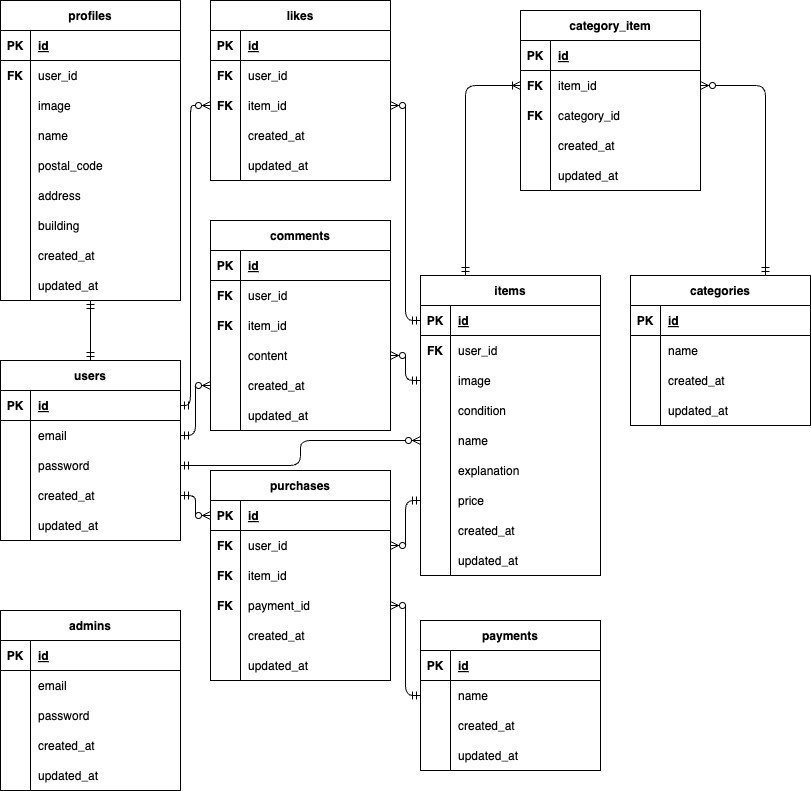 profiles
PK id
FK user_id
image
name
postal_code
address
building
created_at
updated_at
likes
PK id
FK user_id
FK item_id
created_at
updated_at
category_item
PK id
FK item_id
FK category_id
created_at
updated_at
comments
PK id
FK user_id
FK item_id
content
created_at
updated_at
items
PK id
FK user_id
image
condition
name
explanation
price
created_at
updated_at
categories
PK id
name
created_at
updated_at
users
PK id
email
password
created_at
updated_at
purchases
PK id
FK user_id
FK item_id
FK payment_id
created_at
updated_at
admins
PK id
email
password
created_at
updated_at
payments
PK id
name
created_at
updated_at